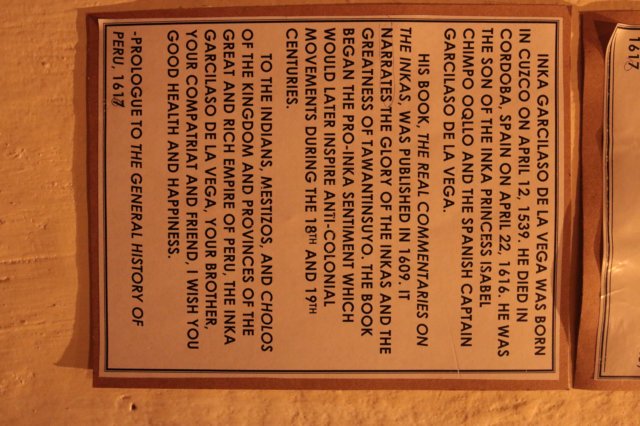 INKA GARCILASO DE LA VEGA WAS BORN
IN CUZCO ON APRIL 12, 1539. HE DIED IN
CORDOBA, SPAIN ON APRIL 22, 1616. HE WAS
THE SON OF THE INKA PRINCESS ISABEL
CHIMPO OQLLO AND THE SPANISH CAPTAIN
GARCILASO DE LA VEGA.
HIS BOOK, THE REAL COMMENTARIES ON
THE INKAS, WAS PUBLISHED IN 1609. IT
NARRATES THE GLORY OF THE INKAS AND THE
GREATNESS OF TAWANTINSUYO. THE BOOK
BEGAN THE PRO-INKA SENTIMENT WHICH
WOULD LATER INSPIRE ANTI-COLONIAL
MOVEMENTS DURING THE 18TH AND 19TH
CENTURIES.
TO THE INDIANS, MESTIZOS, AND CHOLOS
OF THE KINGDOM AND PROVINCES OF THE
GREAT AND RICH EMPIRE OF PERU, THE INKA
GARCILASO DE LA VEGA, YOUR BROTHER,
YOUR COMPATRIAT AND FRIEND, I WISH YOU
GOOD HEALTH AND HAPPINESS.
-PROLOGUE TO THE GENERAL HISTORY OF
PERU, 1617
1617